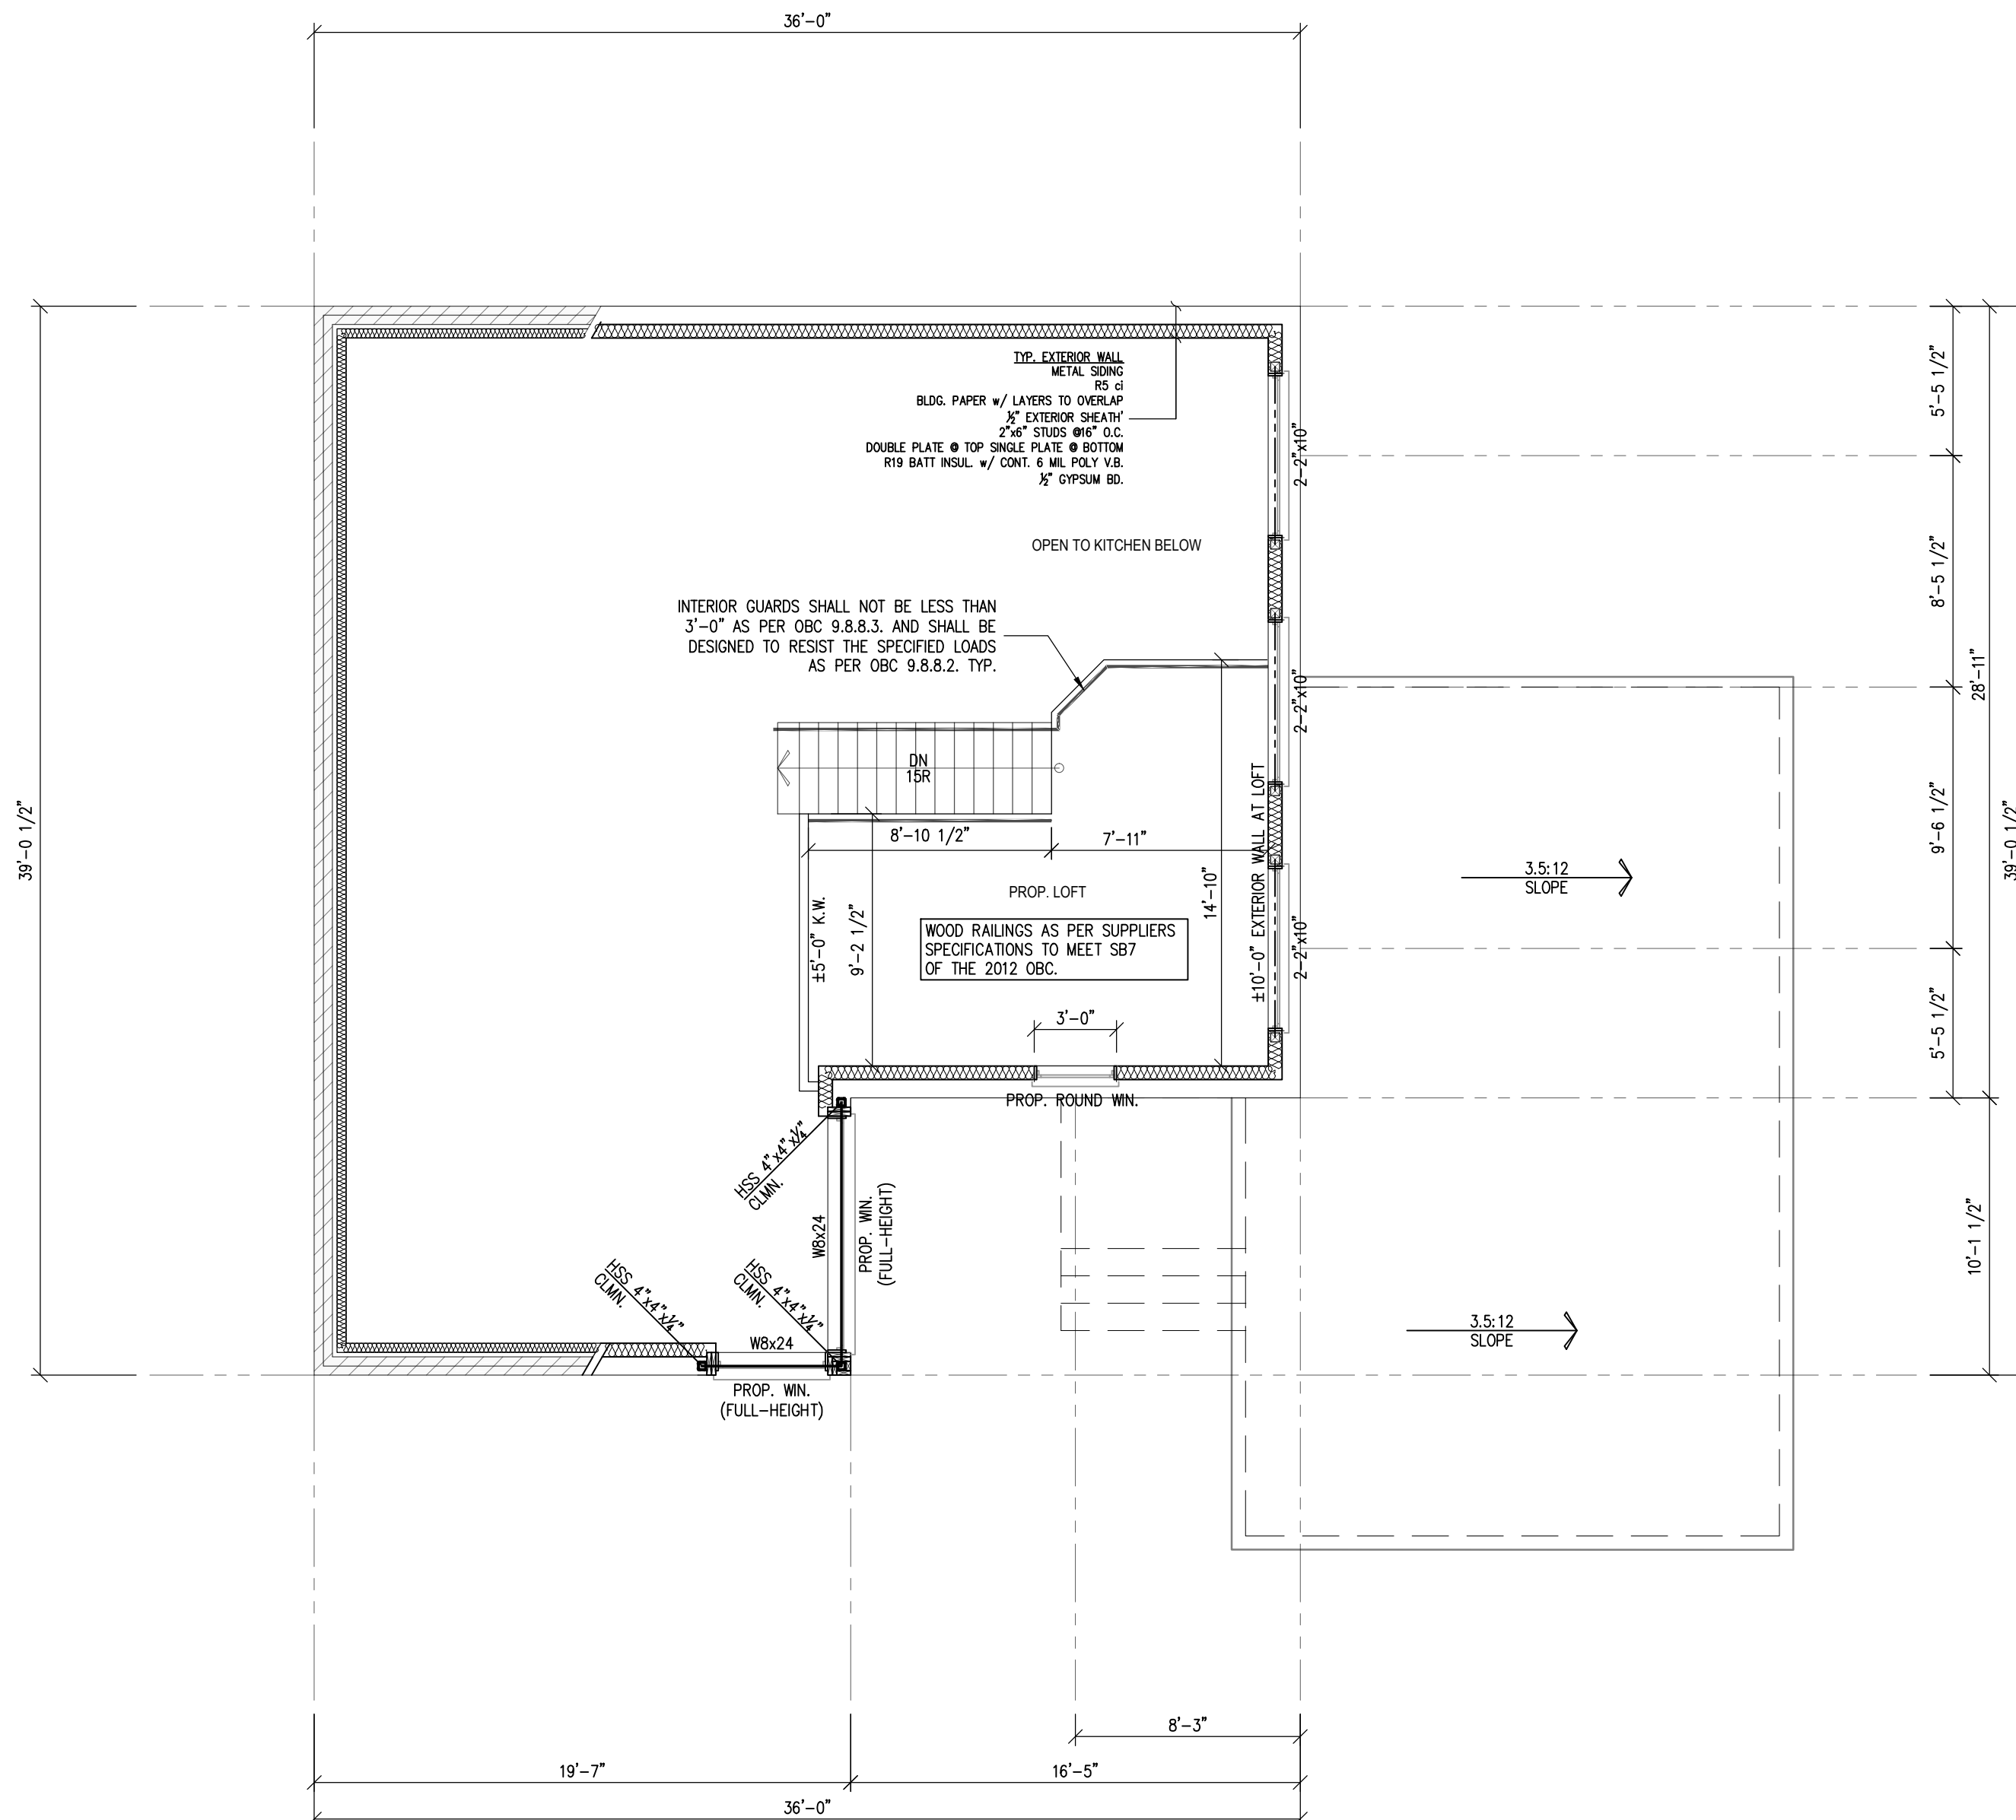 36'-0"
TYP. EXTERIOR WALL
METAL SIDING
R5 ci
BLDG. PAPER w/ LAYERS TO OVERLAP
½" EXTERIOR SHEATH'
2"x6" STUDS @16" O.C.
DOUBLE PLATE @ TOP SINGLE PLATE @ BOTTOM
R19 BATT INSUL. w/ CONT. 6 MIL POLY V.B.
½" GYPSUM BD.
5'-5 1/2"
2-2"x10"
OPEN TO KITCHEN BELOW
8'-5 1/2"
INTERIOR GUARDS SHALL NOT BE LESS THAN
3'-0" AS PER OBC 9.8.8.3. AND SHALL BE
DESIGNED TO RESIST THE SPECIFIED LOADS
AS PER OBC 9.8.8.2. TYP.
28'-11"
2-2"x10"
DN
15R
39'-0 1/2"
8'-10 1/2"
7'-11"
9'-6 1/2"
39'-0 1/2"
3.5:12
SLOPE
PROP. LOFT
±5'-0" K.W.
9'-2 1/2"
14'-10"
±10'-0" EXTERIOR WALL AT LOFT
2-2"x10"
WOOD RAILINGS AS PER SUPPLIERS
SPECIFICATIONS TO MEET SB7
OF THE 2012 OBC.
3'-0"
5'-5 1/2"
PROP. ROUND WIN.
HSS 4"x4"x¼"
CLMN.
W8x24
PROP. WIN.
(FULL-HEIGHT)
10'-1 1/2"
HSS 4"x4"x¼"
CLMN.
HSS 4"x4"x¼"
CLMN.
W8x24
3.5:12
SLOPE
PROP. WIN.
(FULL-HEIGHT)
8'-3"
19'-7"
16'-5"
36'-0"